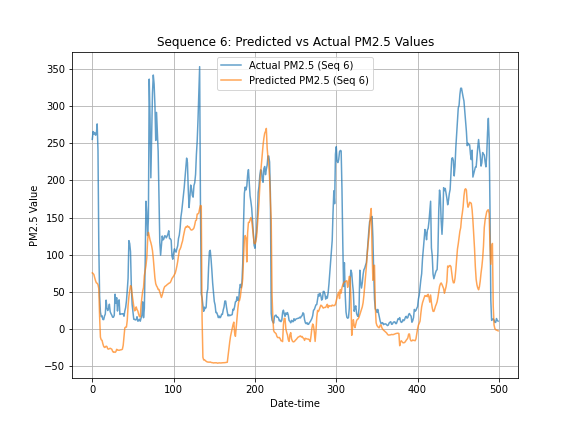 Sequence 6: Predicted vs Actual PM2.5 Values
Actual PM2.5 (Seq 6)
Predicted PM2.5 (Seq 6)
PM2.5 Value
350
300
250
200
150
100
50
0
−50
0 100 200 300 400 500
Date-time